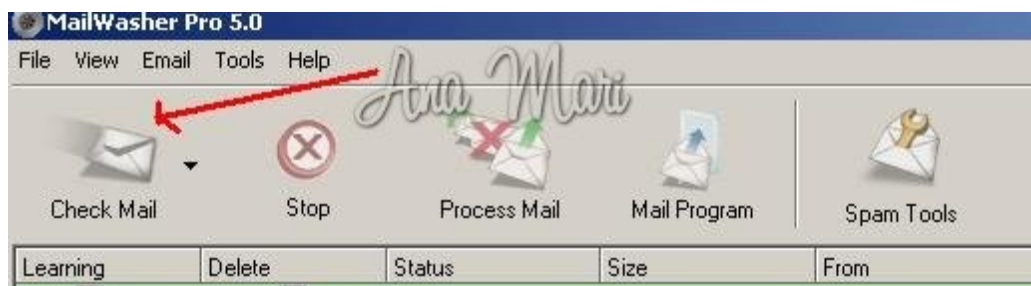 MailWasher Pro 5.0
File View Email Tools Help
Ana Mari
Check Mail Stop Process Mail Mail Program Spam Tools
Learning Delete Status Size From